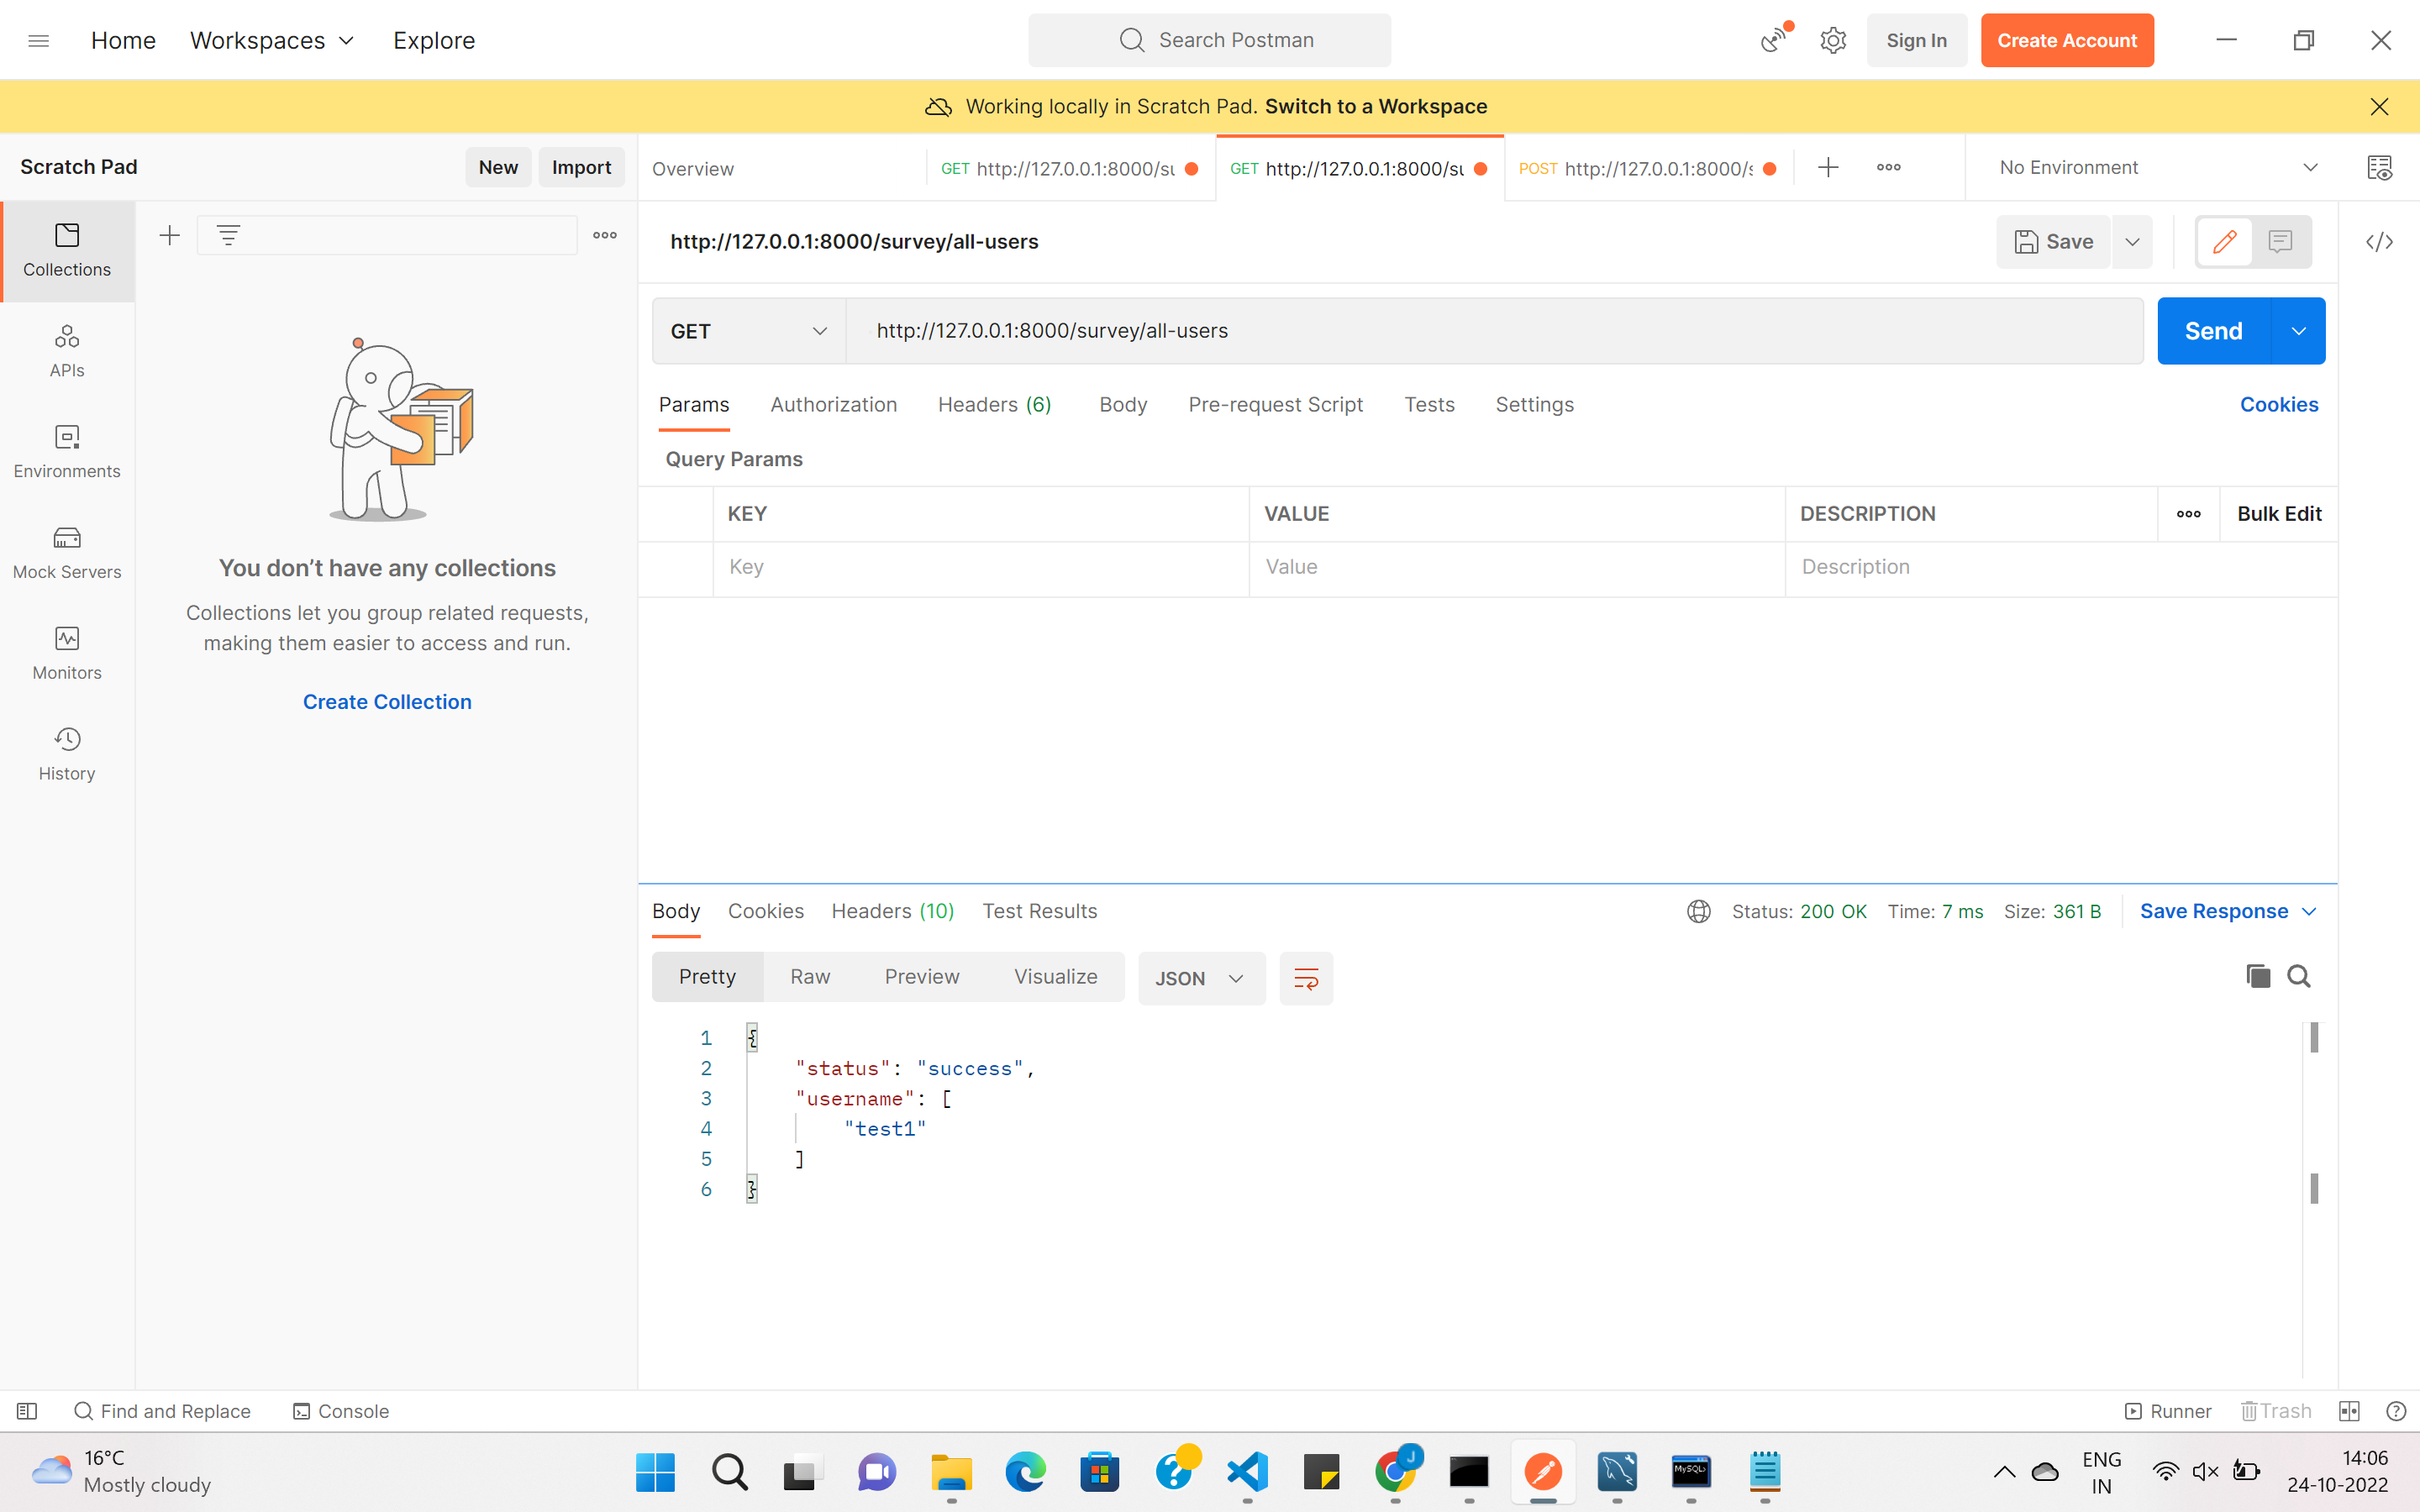 Home Workspaces Explore Search Postman Sign In Create Account
Working locally in Scratch Pad. Switch to a Workspace
Scratch Pad New Import Overview GET http://127.0.0.1:8000/su GET http://127.0.0.1:8000/su POST http://127.0.0.1:8000/s No Environment
Collections
APIs
Environments
Mock Servers
Monitors
History
You don’t have any collections
Collections let you group related requests,
making them easier to access and run.
Create Collection
http://127.0.0.1:8000/survey/all-users Save
GET http://127.0.0.1:8000/survey/all-users Send
Params Authorization Headers (6) Body Pre-request Script Tests Settings Cookies
Query Params
KEY VALUE DESCRIPTION Bulk Edit
Key Value Description
Body Cookies Headers (10) Test Results Status: 200 OK Time: 7 ms Size: 361 B Save Response
Pretty Raw Preview Visualize JSON
1 {
2 "status": "success",
3 "username": [
4 "test1"
5 ]
6 }
Find and Replace Console Runner Trash
16°C
Mostly cloudy
J
MySQL
ENG
IN
14:06
24-10-2022